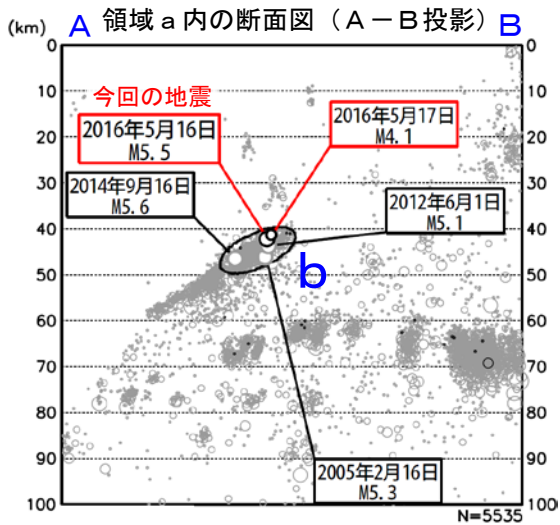 領域ａ内の断面図（Ａ－Ｂ投影）
(km)
A
B
0
10
20
30
40
50
60
70
80
90
100
0
10
20
30
40
50
60
70
80
90
100
今回の地震
2016年5月16日
M5.5
2016年5月17日
M4.1
2014年9月16日
M5.6
2012年6月1日
M5.1
b
2005年2月16日
M5.3
N=5535